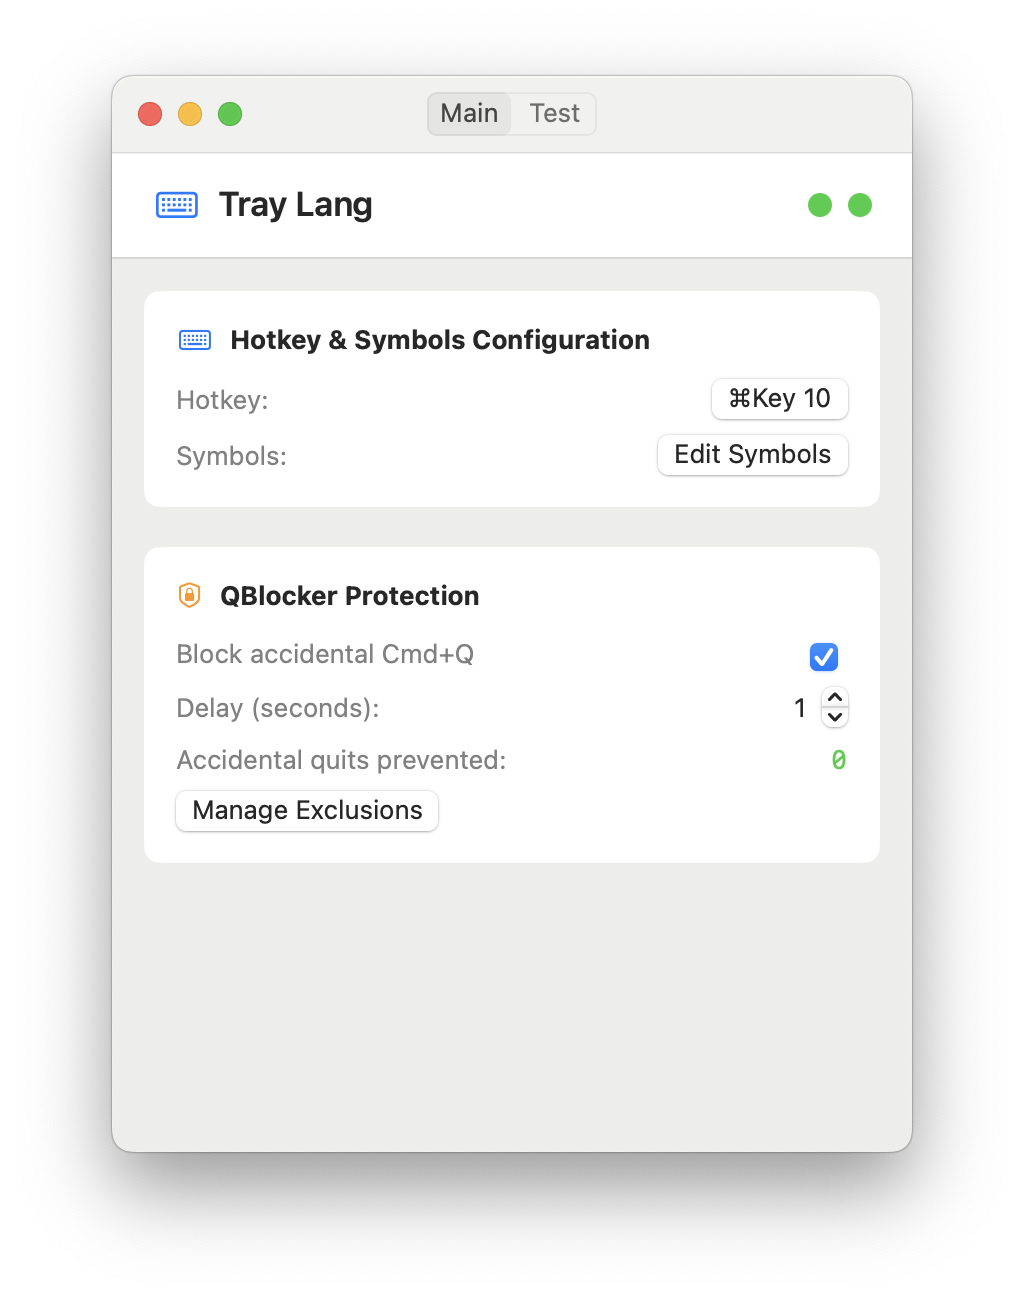 Main Test
Tray Lang
Hotkey & Symbols Configuration
Hotkey: ⌘Key 10
Symbols: Edit Symbols
QBlocker Protection
Block accidental Cmd+Q
Delay (seconds): 1
Accidental quits prevented: 0
Manage Exclusions